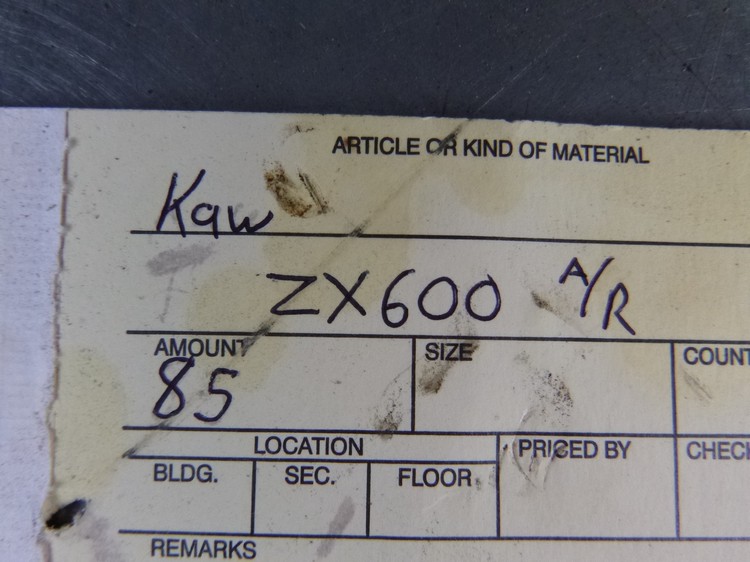 ARTICLE OR KIND OF MATERIAL
Kaw
ZX600 A/R
AMOUNT SIZE COUNT
85
LOCATION PRICED BY CHECK
BLDG. SEC. FLOOR
REMARKS